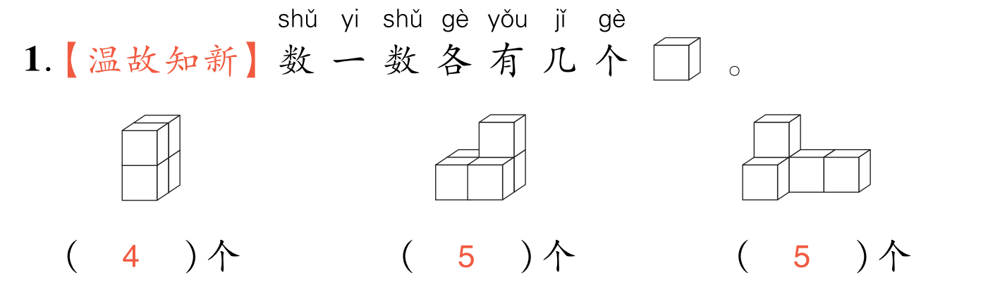 shǔ yi shǔ gè yǒu jǐ gè
1.【温故知新】数一数各有几个 。
( 4 )个 ( 5 )个 ( 5 )个